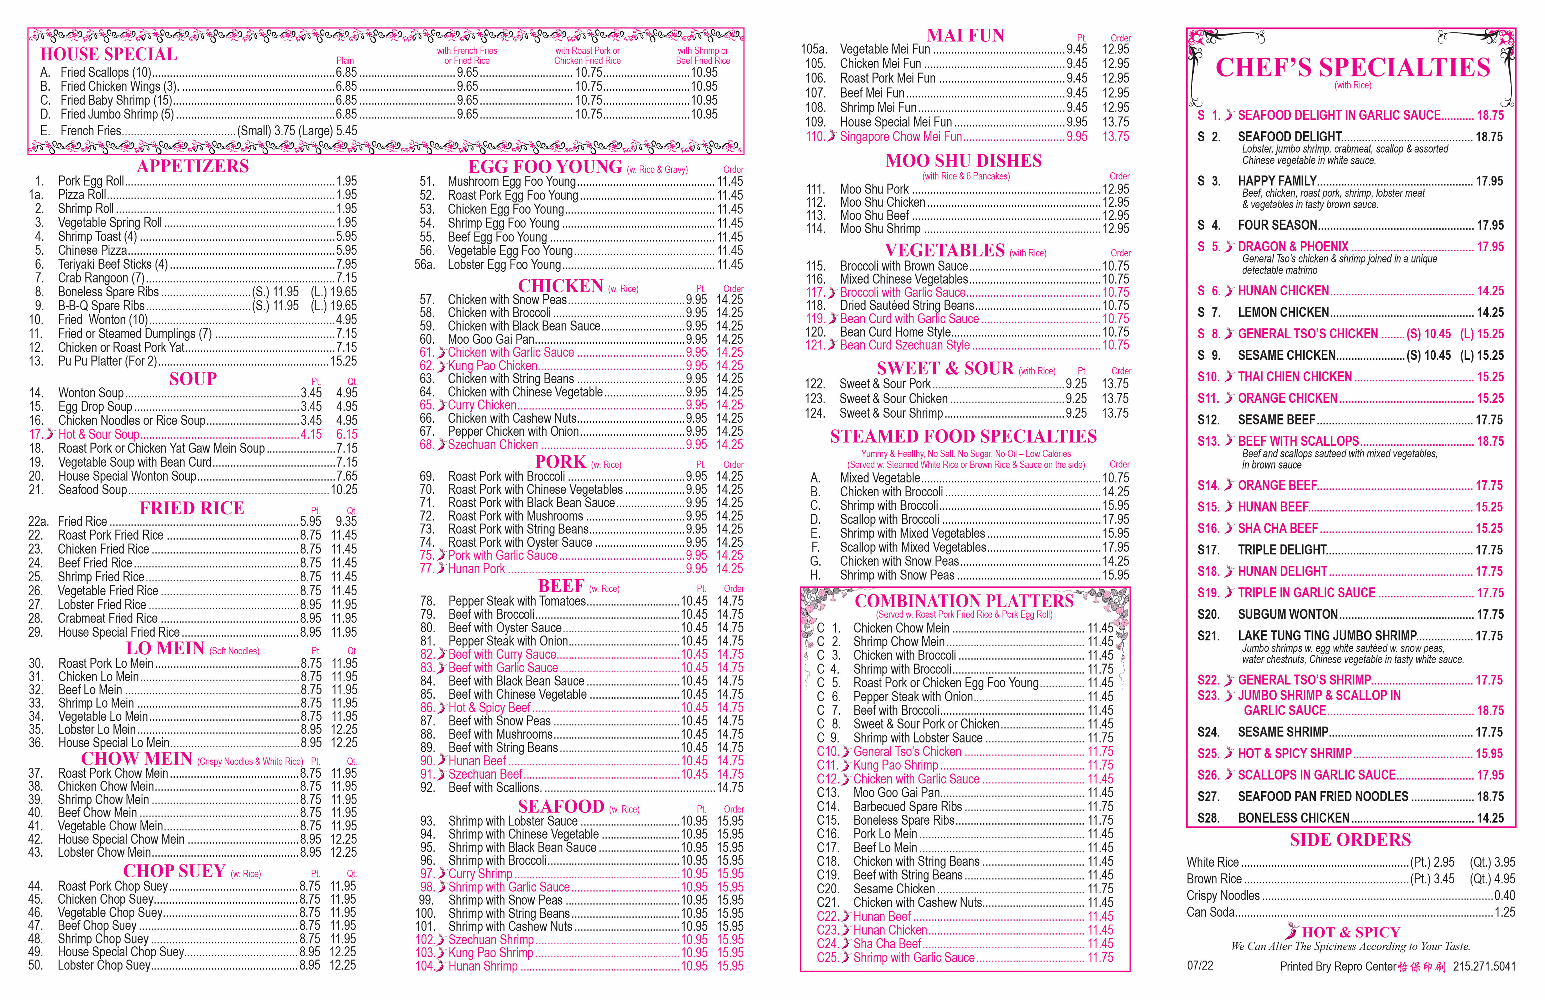 HOUSE SPECIAL Plain with French Fries or Fried Rice with Roast Pork or Chicken Fried Rice with Shrimp or Beef Fried Rice
A. Fried Scallops (10) 6.85 9.65 10.75 10.95
B. Fried Chicken Wings (3). 6.85 9.65 10.75 10.95
C. Fried Baby Shrimp (15) 6.85 9.65 10.75 10.95
D. Fried Jumbo Shrimp (5) 6.85 9.65 10.75 10.95
E. French Fries (Small) 3.75 (Large) 5.45
APPETIZERS
1. Pork Egg Roll 1.95
1a. Pizza Roll 1.95
2. Shrimp Roll 1.95
3. Vegetable Spring Roll 1.95
4. Shrimp Toast (4) 5.95
5. Chinese Pizza 5.95
6. Teriyaki Beef Sticks (4) 7.95
7. Crab Rangoon (7) 7.15
8. Boneless Spare Ribs (S.) 11.95 (L.) 19.65
9. B-B-Q Spare Ribs (S.) 11.95 (L.) 19.65
10. Fried Wonton (10) 4.95
11. Fried or Steamed Dumplings (7) 7.15
12. Chicken or Roast Pork Yat 7.15
13. Pu Pu Platter (For 2) 15.25
SOUP Pt. Qt.
14. Wonton Soup 3.45 4.95
15. Egg Drop Soup 3.45 4.95
16. Chicken Noodles or Rice Soup 3.45 4.95
17. Hot & Sour Soup 4.15 6.15
18. Roast Pork or Chicken Yat Gaw Mein Soup 7.15
19. Vegetable Soup with Bean Curd 7.15
20. House Special Wonton Soup 7.65
21. Seafood Soup 10.25
FRIED RICE Pt. Qt.
22a. Fried Rice 5.95 9.35
22. Roast Pork Fried Rice 8.75 11.45
23. Chicken Fried Rice 8.75 11.45
24. Beef Fried Rice 8.75 11.45
25. Shrimp Fried Rice 8.75 11.45
26. Vegetable Fried Rice 8.75 11.45
27. Lobster Fried Rice 8.95 11.95
28. Crabmeat Fried Rice 8.95 11.95
29. House Special Fried Rice 8.95 11.95
LO MEIN (Soft Noodles) Pt. Qt.
30. Roast Pork Lo Mein 8.75 11.95
31. Chicken Lo Mein 8.75 11.95
32. Beef Lo Mein 8.75 11.95
33. Shrimp Lo Mein 8.75 11.95
34. Vegetable Lo Mein 8.75 11.95
35. Lobster Lo Mein 8.95 12.25
36. House Special Lo Mein 8.95 12.25
CHOW MEIN (Crispy Noodles & White Rice) Pt. Qt.
37. Roast Pork Chow Mein 8.75 11.95
38. Chicken Chow Mein 8.75 11.95
39. Shrimp Chow Mein 8.75 11.95
40. Beef Chow Mein 8.75 11.95
41. Vegetable Chow Mein 8.75 11.95
42. House Special Chow Mein 8.95 12.25
43. Lobster Chow Mein 8.95 12.25
CHOP SUEY (w. Rice) Pt. Qt.
44. Roast Pork Chop Suey 8.75 11.95
45. Chicken Chop Suey 8.75 11.95
46. Vegetable Chop Suey 8.75 11.95
47. Beef Chop Suey 8.75 11.95
48. Shrimp Chop Suey 8.75 11.95
49. House Special Chop Suey 8.95 12.25
50. Lobster Chop Suey 8.95 12.25
EGG FOO YOUNG (w. Rice & Gravy) Order
51. Mushroom Egg Foo Young 11.45
52. Roast Pork Egg Foo Young 11.45
53. Chicken Egg Foo Young 11.45
54. Shrimp Egg Foo Young 11.45
55. Beef Egg Foo Young 11.45
56. Vegetable Egg Foo Young 11.45
56a. Lobster Egg Foo Young 11.45
CHICKEN (w. Rice) Pt. Order
57. Chicken with Snow Peas 9.95 14.25
58. Chicken with Broccoli 9.95 14.25
59. Chicken with Black Bean Sauce 9.95 14.25
60. Moo Goo Gai Pan 9.95 14.25
61. Chicken with Garlic Sauce 9.95 14.25
62. Kung Pao Chicken 9.95 14.25
63. Chicken with String Beans 9.95 14.25
64. Chicken with Chinese Vegetable 9.95 14.25
65. Curry Chicken 9.95 14.25
66. Chicken with Cashew Nuts 9.95 14.25
67. Pepper Chicken with Onion 9.95 14.25
68. Szechuan Chicken 9.95 14.25
PORK (w. Rice) Pt. Order
69. Roast Pork with Broccoli 9.95 14.25
70. Roast Pork with Chinese Vegetables 9.95 14.25
71. Roast Pork with Black Bean Sauce 9.95 14.25
72. Roast Pork with Mushrooms 9.95 14.25
73. Roast Pork with String Beans 9.95 14.25
74. Roast Pork with Oyster Sauce 9.95 14.25
75. Pork with Garlic Sauce 9.95 14.25
77. Hunan Pork 9.95 14.25
BEEF (w. Rice) Pt. Order
78. Pepper Steak with Tomatoes 10.45 14.75
79. Beef with Broccoli 10.45 14.75
80. Beef with Oyster Sauce 10.45 14.75
81. Pepper Steak with Onion 10.45 14.75
82. Beef with Curry Sauce 10.45 14.75
83. Beef with Garlic Sauce 10.45 14.75
84. Beef with Black Bean Sauce 10.45 14.75
85. Beef with Chinese Vegetable 10.45 14.75
86. Hot & Spicy Beef 10.45 14.75
87. Beef with Snow Peas 10.45 14.75
88. Beef with Mushrooms 10.45 14.75
89. Beef with String Beans 10.45 14.75
90. Hunan Beef 10.45 14.75
91. Szechuan Beef 10.45 14.75
92. Beef with Scallions. 14.75
SEAFOOD (w. Rice) Pt. Order
93. Shrimp with Lobster Sauce 10.95 15.95
94. Shrimp with Chinese Vegetable 10.95 15.95
95. Shrimp with Black Bean Sauce 10.95 15.95
96. Shrimp with Broccoli 10.95 15.95
97. Curry Shrimp 10.95 15.95
98. Shrimp with Garlic Sauce 10.95 15.95
99. Shrimp with Snow Peas 10.95 15.95
100. Shrimp with String Beans 10.95 15.95
101. Shrimp with Cashew Nuts 10.95 15.95
102. Szechuan Shrimp 10.95 15.95
103. Kung Pao Shrimp 10.95 15.95
104. Hunan Shrimp 10.95 15.95
MAI FUN Pt. Order
105a. Vegetable Mei Fun 9.45 12.95
105. Chicken Mei Fun 9.45 12.95
106. Roast Pork Mei Fun 9.45 12.95
107. Beef Mei Fun 9.45 12.95
108. Shrimp Mei Fun 9.45 12.95
109. House Special Mei Fun 9.95 13.75
110. Singapore Chow Mei Fun 9.95 13.75
MOO SHU DISHES
(with Rice & 6 Pancakes) Order
111. Moo Shu Pork 12.95
112. Moo Shu Chicken 12.95
113. Moo Shu Beef 12.95
114. Moo Shu Shrimp 12.95
VEGETABLES (with Rice) Order
115. Broccoli with Brown Sauce 10.75
116. Mixed Chinese Vegetables 10.75
117. Broccoli with Garlic Sauce 10.75
118. Dried Sautéed String Beans 10.75
119. Bean Curd with Garlic Sauce 10.75
120. Bean Curd Home Style 10.75
121. Bean Curd Szechuan Style 10.75
SWEET & SOUR (with Rice) Pt. Order
122. Sweet & Sour Pork 9.25 13.75
123. Sweet & Sour Chicken 9.25 13.75
124. Sweet & Sour Shrimp 9.25 13.75
STEAMED FOOD SPECIALTIES
Yummy & Healthy, No Salt, No Sugar. No Oil – Low Calories
(Served w. Steamed White Rice or Brown Rice & Sauce on the side) Order
A. Mixed Vegetable 10.75
B. Chicken with Broccoli 14.25
C. Shrimp with Broccoli 15.95
D. Scallop with Broccoli 17.95
E. Shrimp with Mixed Vegetables 15.95
F. Scallop with Mixed Vegetables 17.95
G. Chicken with Snow Peas 14.25
H. Shrimp with Snow Peas 15.95
COMBINATION PLATTERS
(Served w. Roast Pork Fried Rice & Pork Egg Roll)
C 1. Chicken Chow Mein 11.45
C 2. Shrimp Chow Mein 11.45
C 3. Chicken with Broccoli 11.45
C 4. Shrimp with Broccoli 11.75
C 5. Roast Pork or Chicken Egg Foo Young 11.45
C 6. Pepper Steak with Onion 11.45
C 7. Beef with Broccoli 11.45
C 8. Sweet & Sour Pork or Chicken 11.45
C 9. Shrimp with Lobster Sauce 11.45
C10. General Tso's Chicken 11.75
C11. Kung Pao Shrimp 11.75
C12. Chicken with Garlic Sauce 11.45
C13. Moo Goo Gai Pan 11.45
C14. Barbecued Spare Ribs 11.75
C15. Boneless Spare Ribs 11.75
C16. Pork Lo Mein 11.45
C17. Beef Lo Mein 11.45
C18. Chicken with String Beans 11.45
C19. Beef with String Beans 11.45
C20. Sesame Chicken 11.75
C21. Chicken with Cashew Nuts 11.45
C22. Hunan Beef 11.45
C23. Hunan Chicken 11.45
C24. Sha Cha Beef 11.45
C25. Shrimp with Garlic Sauce 11.75
CHEF'S SPECIALTIES
(with Rice)
S 1. SEAFOOD DELIGHT IN GARLIC SAUCE 18.75
S 2. SEAFOOD DELIGHT 18.75
Lobster, jumbo shrimp, crabmeat, scallop & assorted
Chinese vegetable in white sauce.
S 3. HAPPY FAMILY 17.95
Beef, chicken, roast pork, shrimp, lobster meat
& vegetables in tasty brown sauce.
S 4. FOUR SEASON 17.95
S 5. DRAGON & PHOENIX 17.95
General Tso's chicken & shrimp joined in a unique
detectable matrimo
S 6. HUNAN CHICKEN 14.25
S 7. LEMON CHICKEN 14.25
S 8. GENERAL TSO'S CHICKEN (S) 10.45 (L) 15.25
S 9. SESAME CHICKEN (S) 10.45 (L) 15.25
S10. THAI CHIEN CHICKEN 15.25
S11. ORANGE CHICKEN 15.25
S12. SESAME BEEF 17.75
S13. BEEF WITH SCALLOPS 18.75
Beef and scallops sauteed with mixed vegetables,
in brown sauce
S14. ORANGE BEEF 17.75
S15. HUNAN BEEF 15.25
S16. SHA CHA BEEF 15.25
S17. TRIPLE DELIGHT 17.75
S18. HUNAN DELIGHT 17.75
S19. TRIPLE IN GARLIC SAUCE 17.75
S20. SUBGUM WONTON 17.75
S21. LAKE TUNG TING JUMBO SHRIMP 17.75
Jumbo shrimps w. egg white sautéed w. snow peas,
water chestnuts, Chinese vegetable in tasty white sauce.
S22. GENERAL TSO'S SHRIMP 17.75
S23. JUMBO SHRIMP & SCALLOP IN
GARLIC SAUCE 18.75
S24. SESAME SHRIMP 17.75
S25. HOT & SPICY SHRIMP 15.95
S26. SCALLOPS IN GARLIC SAUCE 17.95
S27. SEAFOOD PAN FRIED NOODLES 18.75
S28. BONELESS CHICKEN 14.25
SIDE ORDERS
White Rice (Pt.) 2.95 (Qt.) 3.95
Brown Rice (Pt.) 3.45 (Qt.) 4.95
Crispy Noodles 0.40
Can Soda 1.25
HOT & SPICY
We Can Alter The Spiciness According to Your Taste.
07/22 Printed Bry Repro Center 怡保印刷 215.271.5041